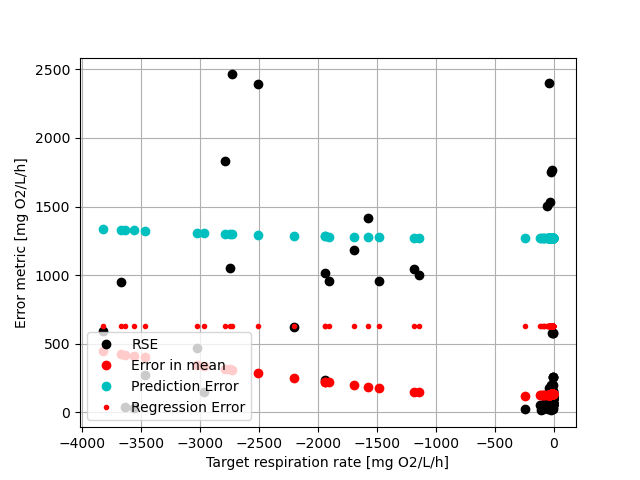 2500
2000
1500
1000
500
0
Error metric [mg O2/L/h]
RSE
Error in mean
Prediction Error
Regression Error
−4000 −3500 −3000 −2500 −2000 −1500 −1000 −500 0
Target respiration rate [mg O2/L/h]